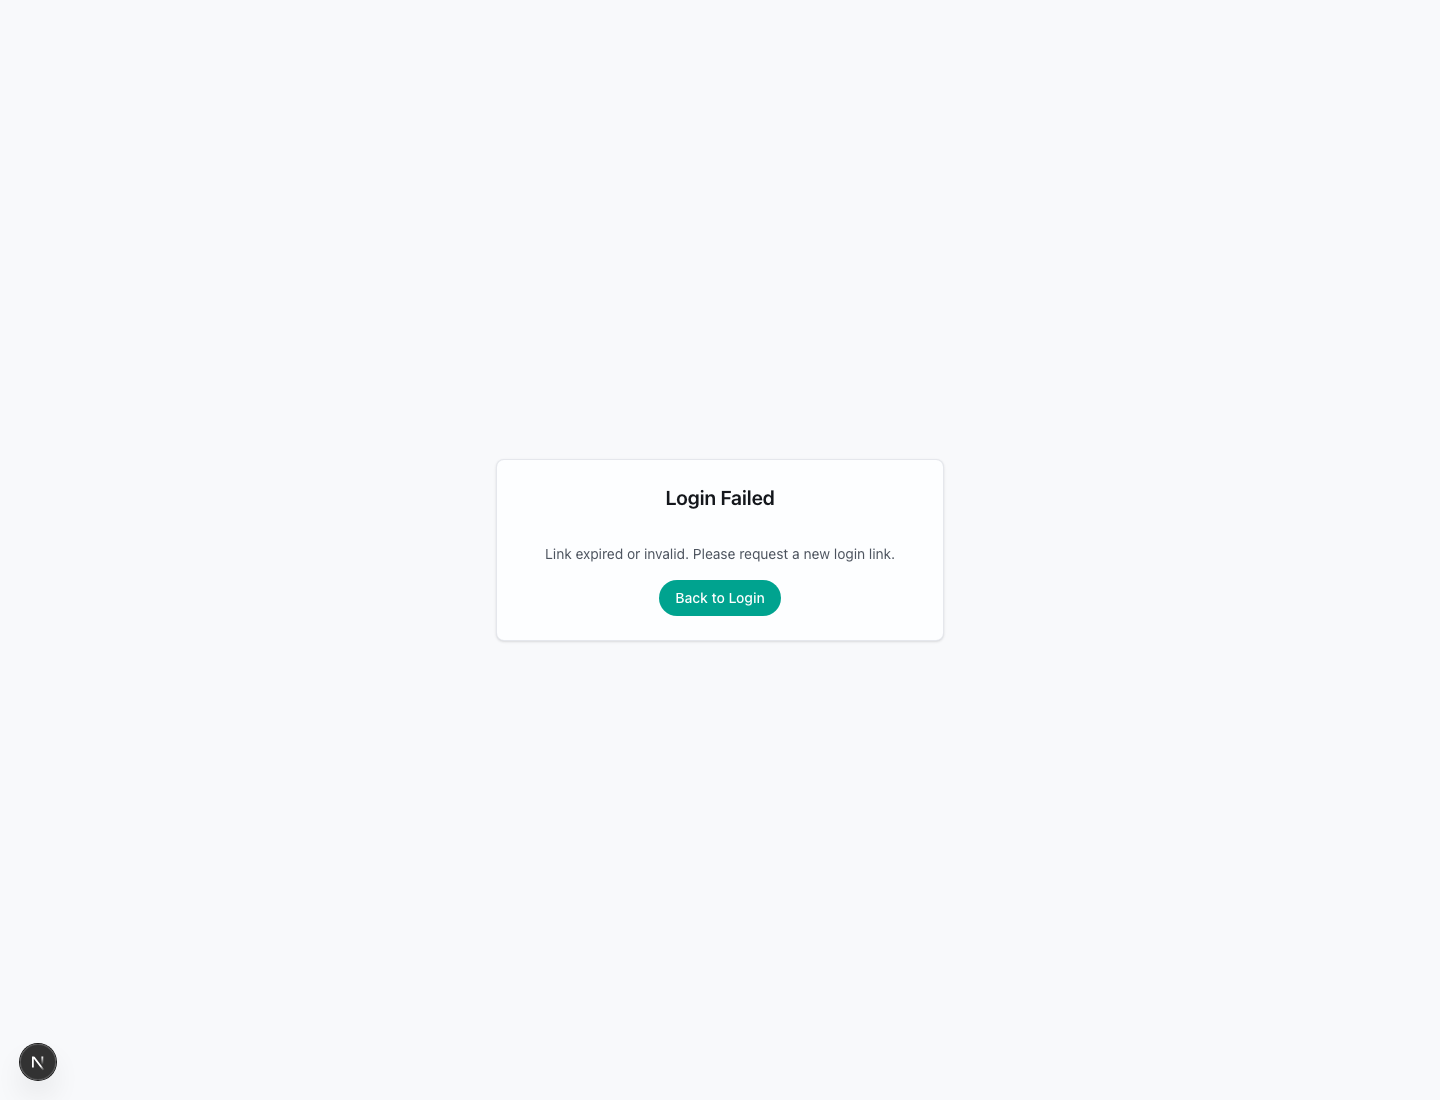 Login Failed
Link expired or invalid. Please request a new login link.
Back to Login
N